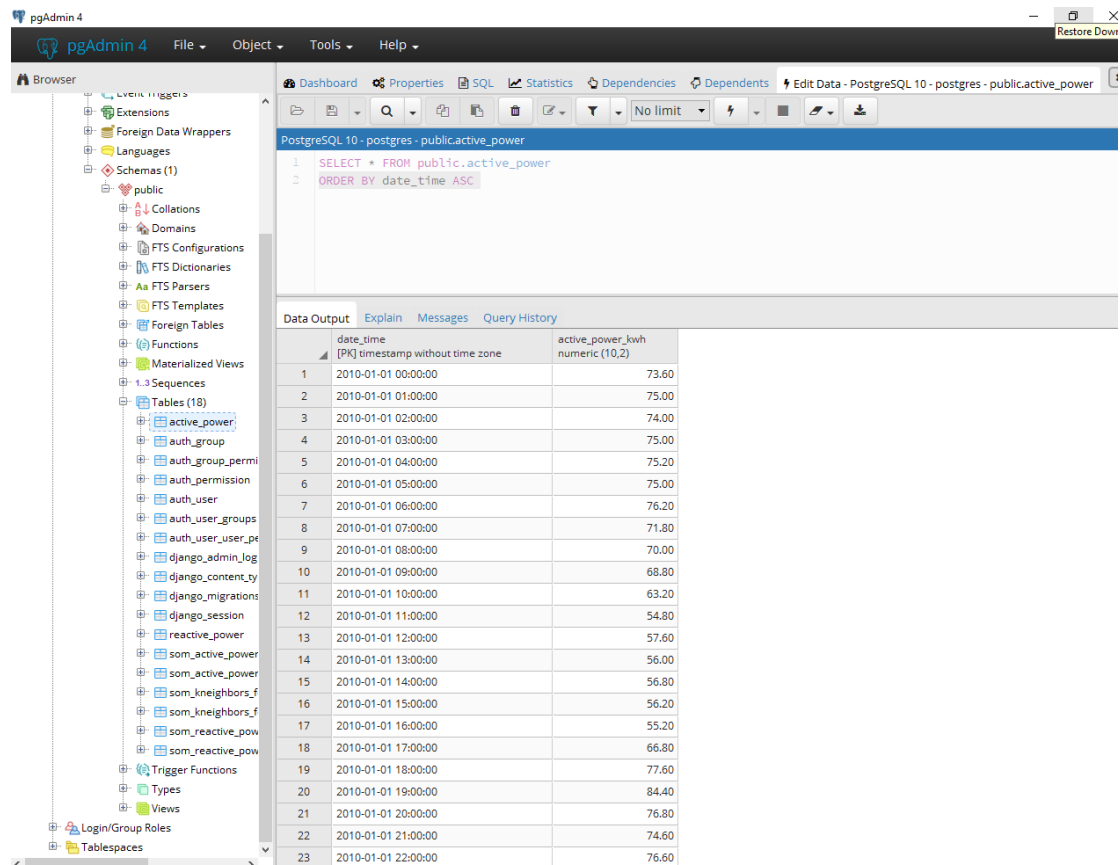 pgAdmin 4
Restore Down
pgAdmin 4 File Object Tools Help
Browser
Dashboard Properties SQL Statistics Dependencies Dependents Edit Data - PostgreSQL 10 - postgres - public.active_power
No limit
PostgreSQL 10 - postgres - public.active_power
1 SELECT * FROM public.active_power
2 ORDER BY date_time ASC
Event Triggers
Extensions
Foreign Data Wrappers
Languages
Schemas (1)
public
Collations
Domains
FTS Configurations
FTS Dictionaries
Aa FTS Parsers
FTS Templates
Foreign Tables
Functions
Materialized Views
1..3 Sequences
Tables (18)
active_power
auth_group
auth_group_permi
auth_permission
auth_user
auth_user_groups
auth_user_user_pe
django_admin_log
django_content_ty
django_migrations
django_session
reactive_power
som_active_power
som_active_power
som_kneighbors_f
som_kneighbors_f
som_reactive_pow
som_reactive_pow
Trigger Functions
Types
Views
Login/Group Roles
Tablespaces
Data Output Explain Messages Query History
date_time active_power_kwh
[PK] timestamp without time zone numeric (10,2)
1 2010-01-01 00:00:00 73.60
2 2010-01-01 01:00:00 75.00
3 2010-01-01 02:00:00 74.00
4 2010-01-01 03:00:00 75.00
5 2010-01-01 04:00:00 75.20
6 2010-01-01 05:00:00 75.00
7 2010-01-01 06:00:00 76.20
8 2010-01-01 07:00:00 71.80
9 2010-01-01 08:00:00 70.00
10 2010-01-01 09:00:00 68.80
11 2010-01-01 10:00:00 63.20
12 2010-01-01 11:00:00 54.80
13 2010-01-01 12:00:00 57.60
14 2010-01-01 13:00:00 56.00
15 2010-01-01 14:00:00 56.80
16 2010-01-01 15:00:00 56.20
17 2010-01-01 16:00:00 55.20
18 2010-01-01 17:00:00 66.80
19 2010-01-01 18:00:00 77.60
20 2010-01-01 19:00:00 84.40
21 2010-01-01 20:00:00 76.80
22 2010-01-01 21:00:00 74.60
23 2010-01-01 22:00:00 76.60